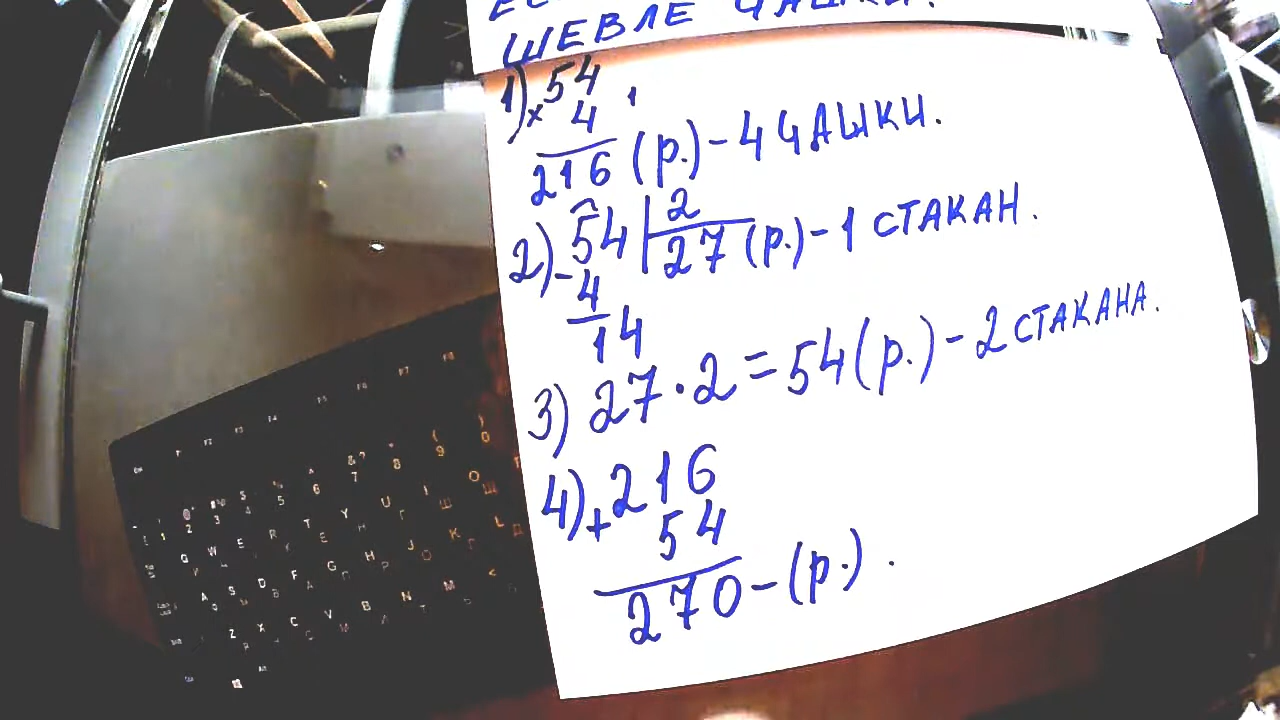 ШЕВЛЕ ЧАШКИ.
1) × 54
4
216 (р.) – 4 ЧАШКИ.
2) – 54 | 2
4 27 (р.) – 1 СТАКАН.
14
3) 27 · 2 = 54 (р.) – 2 СТАКАНА.
4) + 216
54
270 – (р.).